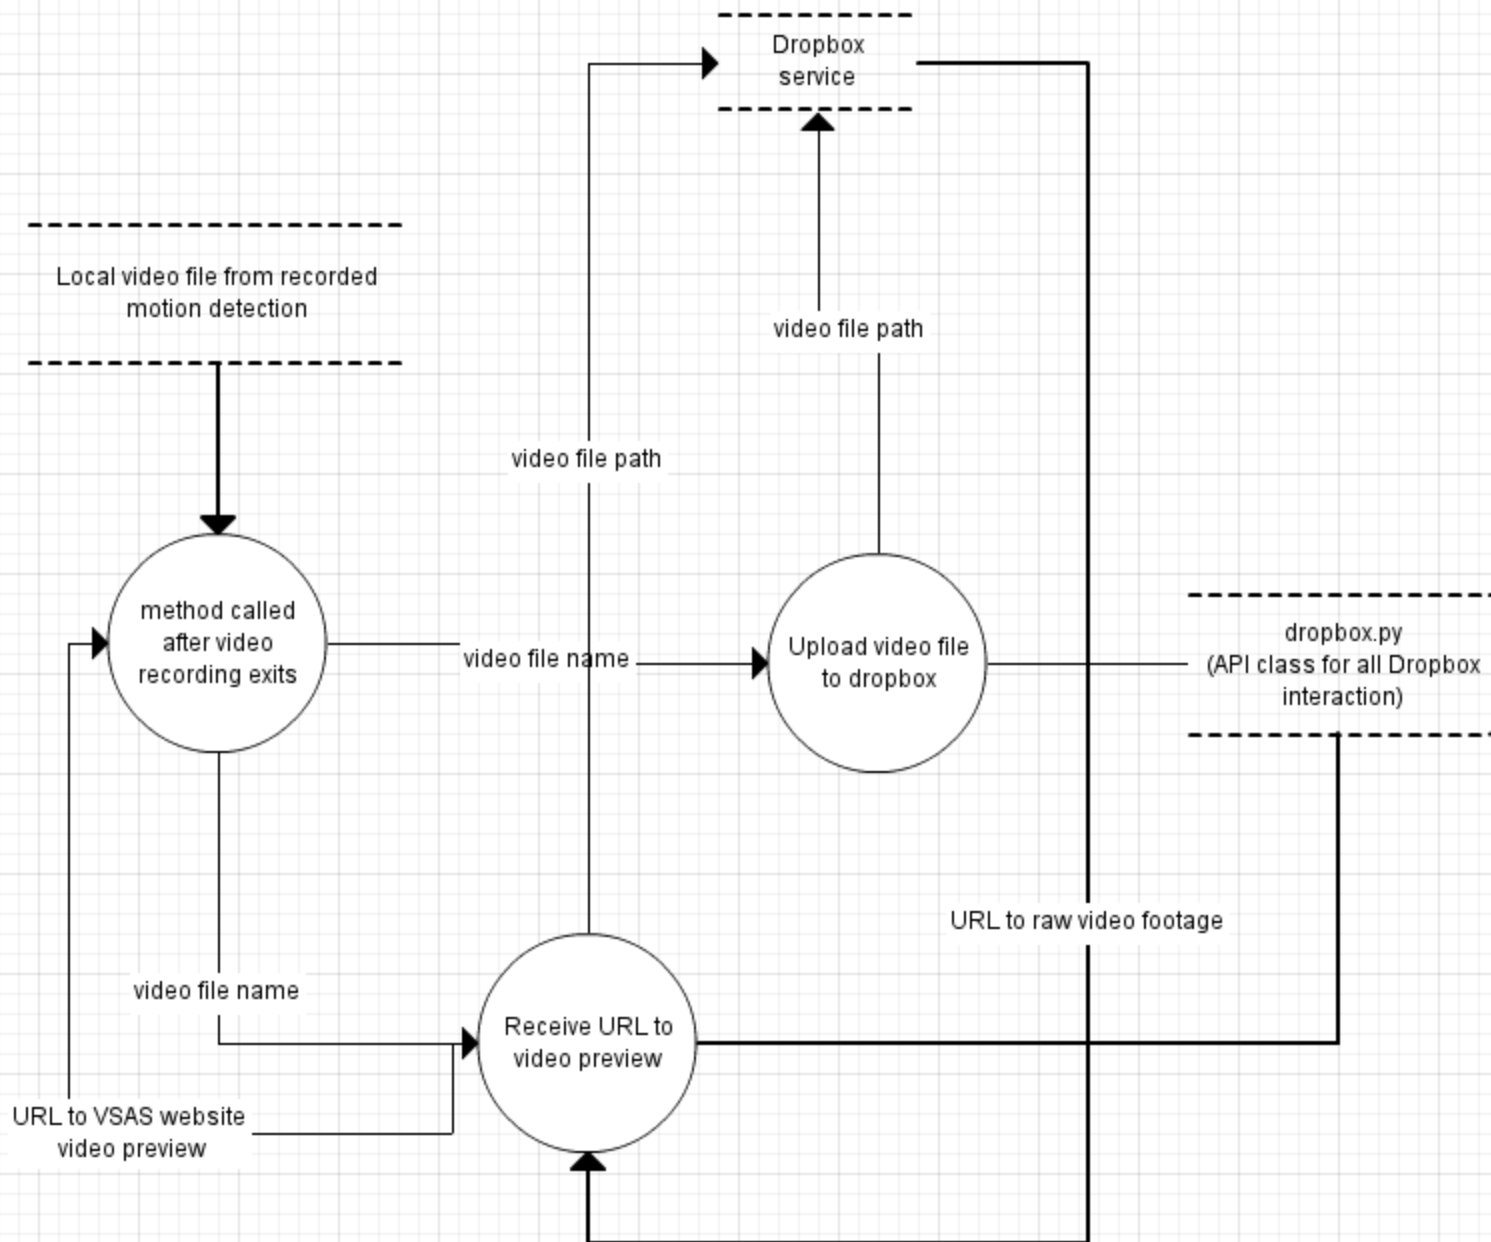 Dropbox
service
Local video file from recorded
motion detection
video file path
video file path
method called
after video
recording exits
video file name
Upload video file
to dropbox
dropbox.py
(API class for all Dropbox
interaction)
URL to raw video footage
video file name
Receive URL to
video preview
URL to VSAS website
video preview